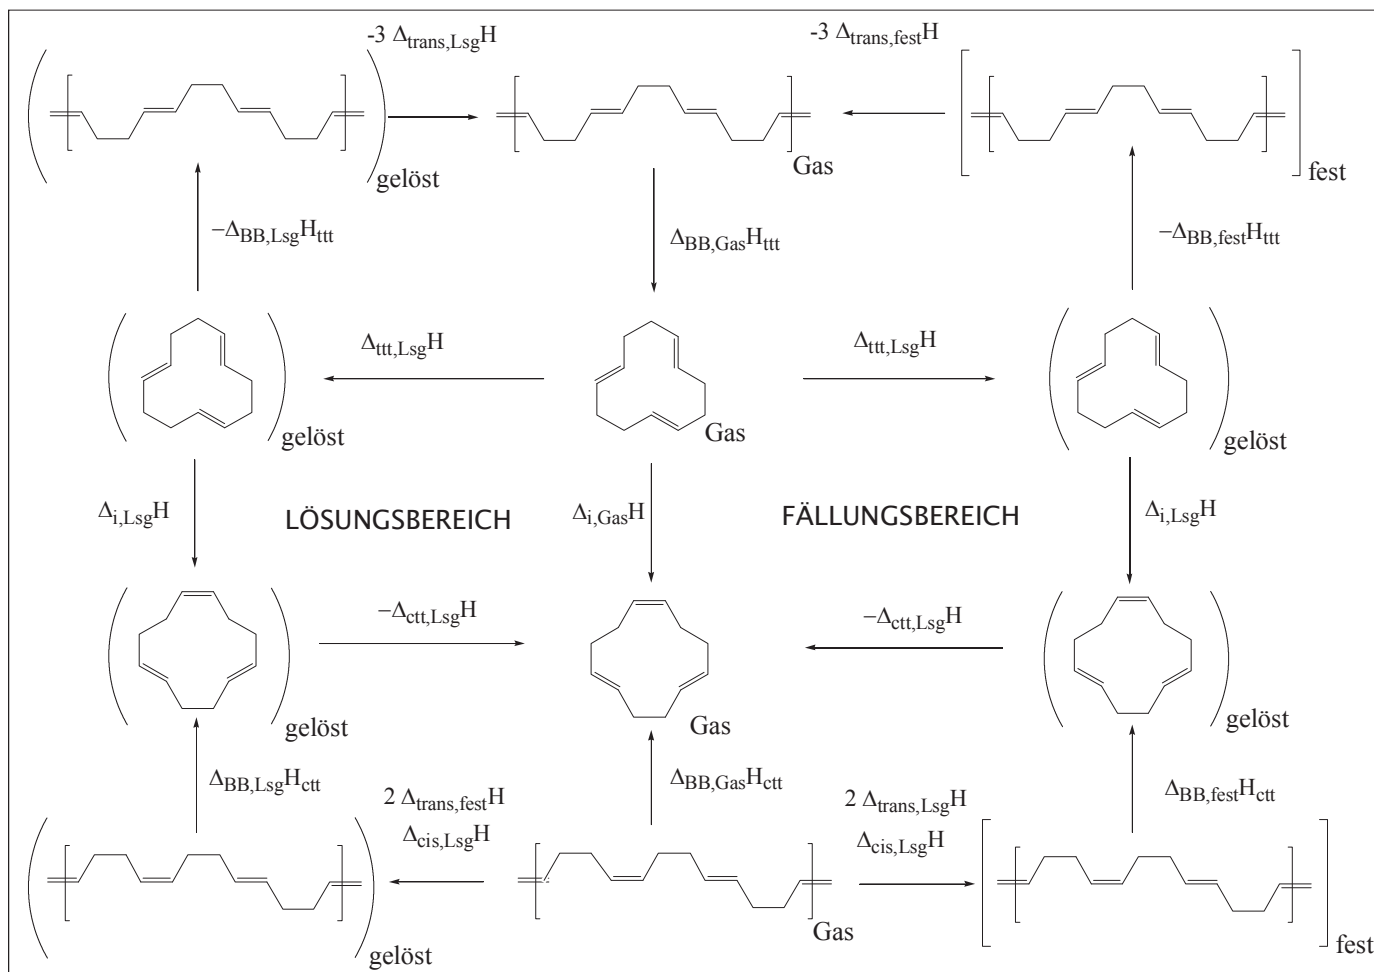 -3 Δtrans,LsgH
-3 Δtrans,festH
gelöst
Gas
fest
−ΔBB,LsgHttt
ΔBB,GasHttt
−ΔBB,festHttt
Δttt,LsgH
Δttt,LsgH
gelöst
Gas
gelöst
Δi,LsgH
LÖSUNGSBEREICH
Δi,GasH
FÄLLUNGSBEREICH
Δi,LsgH
−Δctt,LsgH
−Δctt,LsgH
gelöst
Gas
gelöst
ΔBB,LsgHctt
2 Δtrans,festH
Δcis,LsgH
ΔBB,GasHctt
2 Δtrans,LsgH
Δcis,LsgH
ΔBB,festHctt
gelöst
Gas
fest